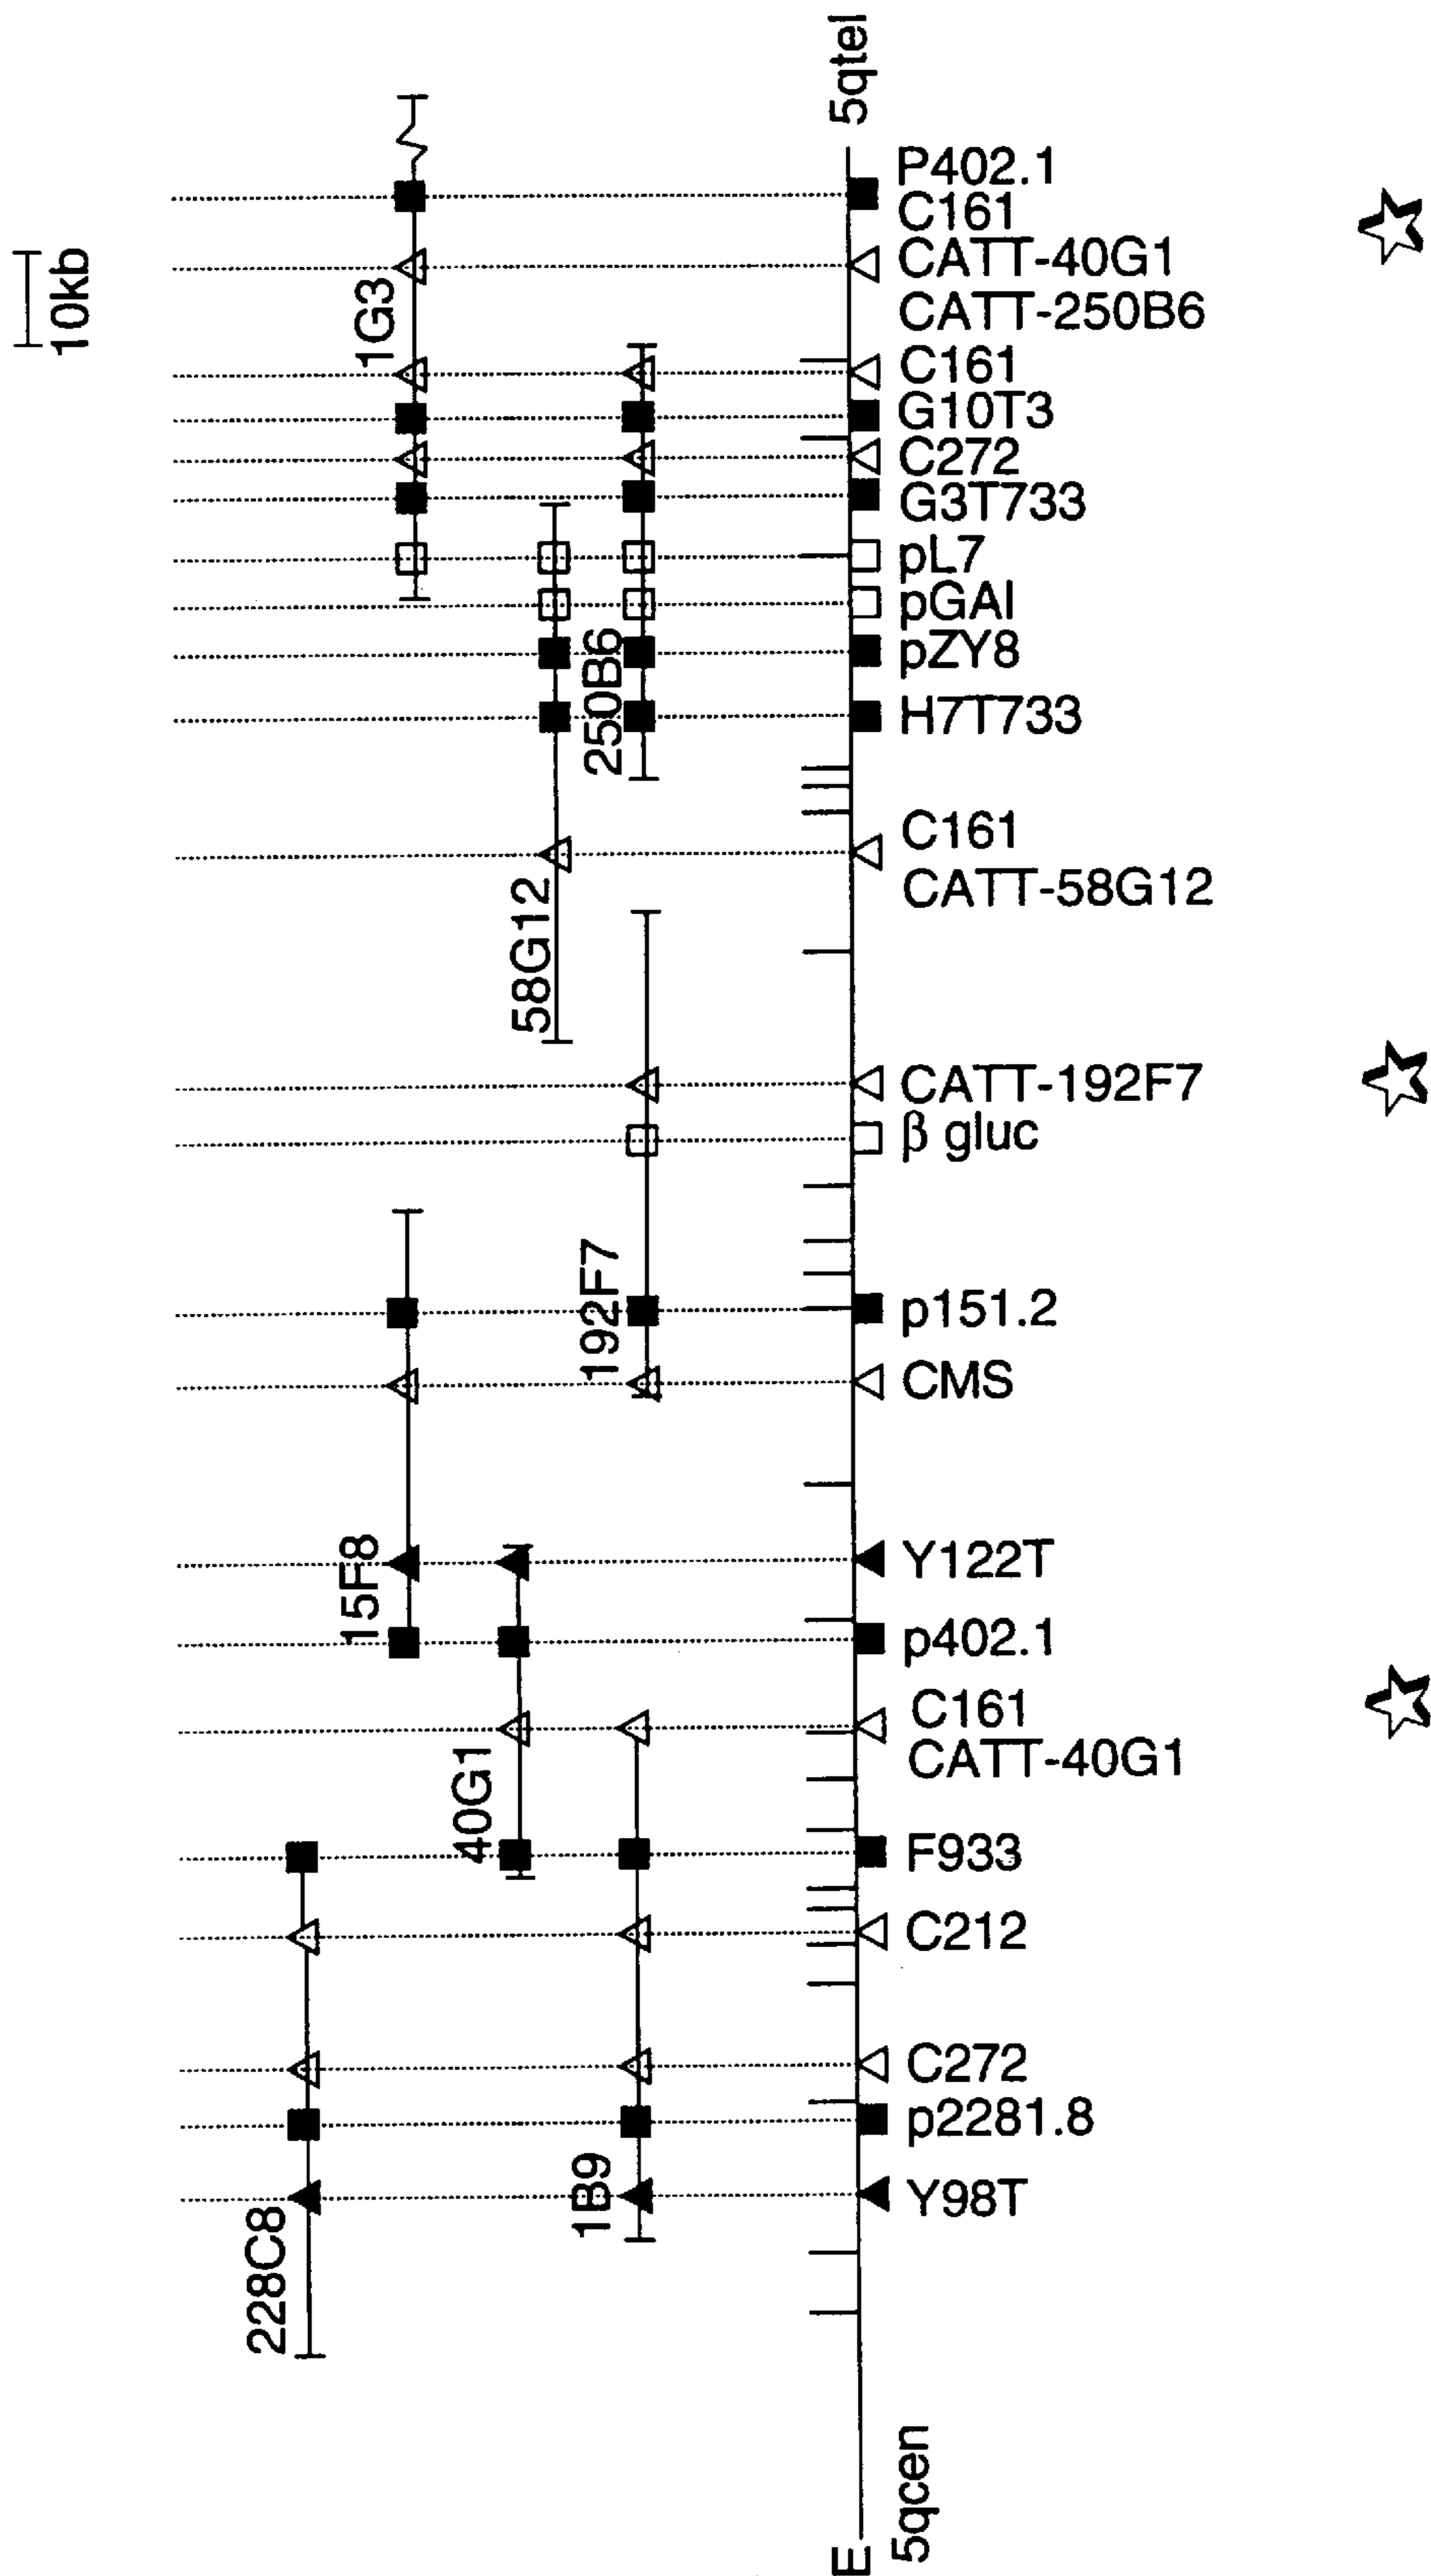 10kb
5qtel
P402.1
C161
CATT-40G1
CATT-250B6
1G3
C161
G10T3
C272
G3T733
pL7
pGAI
pZY8
250B6
H7T733
C161
CATT-58G12
58G12
CATT-192F7
β gluc
192F7
p151.2
CMS
15F8
Y122T
p402.1
C161
CATT-40G1
40G1
F933
C212
C272
p2281.8
1B9
Y98T
228C8
E
5qcen